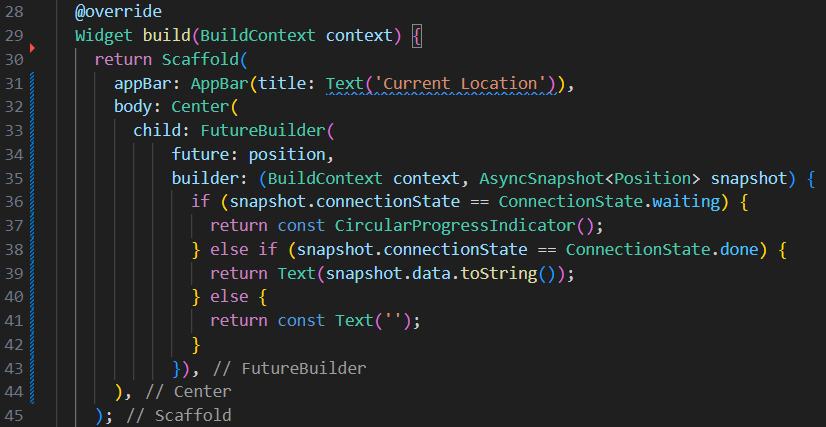 28 @override
29 Widget build(BuildContext context) {
30 return Scaffold(
31 appBar: AppBar(title: Text('Current Location')),
32 body: Center(
33 child: FutureBuilder(
34 future: position,
35 builder: (BuildContext context, AsyncSnapshot<Position> snapshot) {
36 if (snapshot.connectionState == ConnectionState.waiting) {
37 return const CircularProgressIndicator();
38 } else if (snapshot.connectionState == ConnectionState.done) {
39 return Text(snapshot.data.toString());
40 } else {
41 return const Text('');
42 }
43 }), // FutureBuilder
44 ), // Center
45 ); // Scaffold